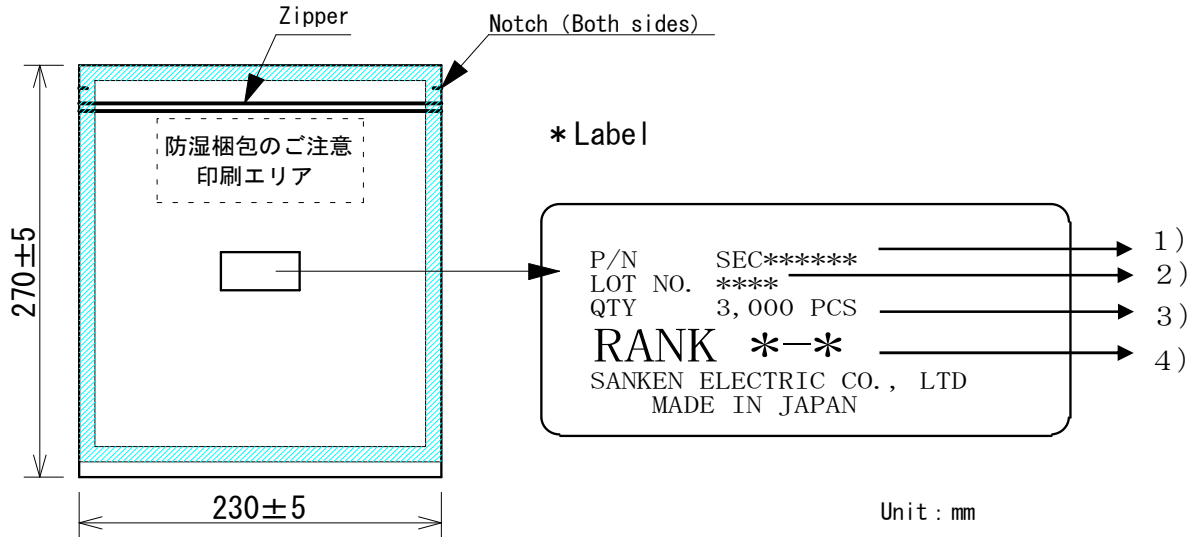 Zipper
Notch (Both sides)
防湿梱包のご注意
印刷エリア
270±5
230±5
*Label
P/N SEC******
LOT NO. ****
QTY 3,000 PCS
RANK *-*
SANKEN ELECTRIC CO., LTD
MADE IN JAPAN
1)
2)
3)
4)
Unit : mm